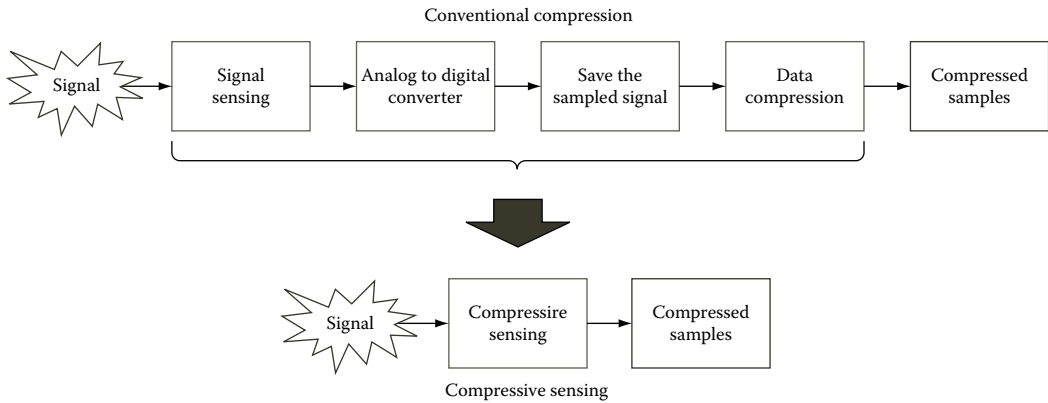 Conventional compression
Signal
Signal
sensing
Analog to digital
converter
Save the
sampled signal
Data
compression
Compressed
samples
Signal
Compressire
sensing
Compressed
samples
Compressive sensing